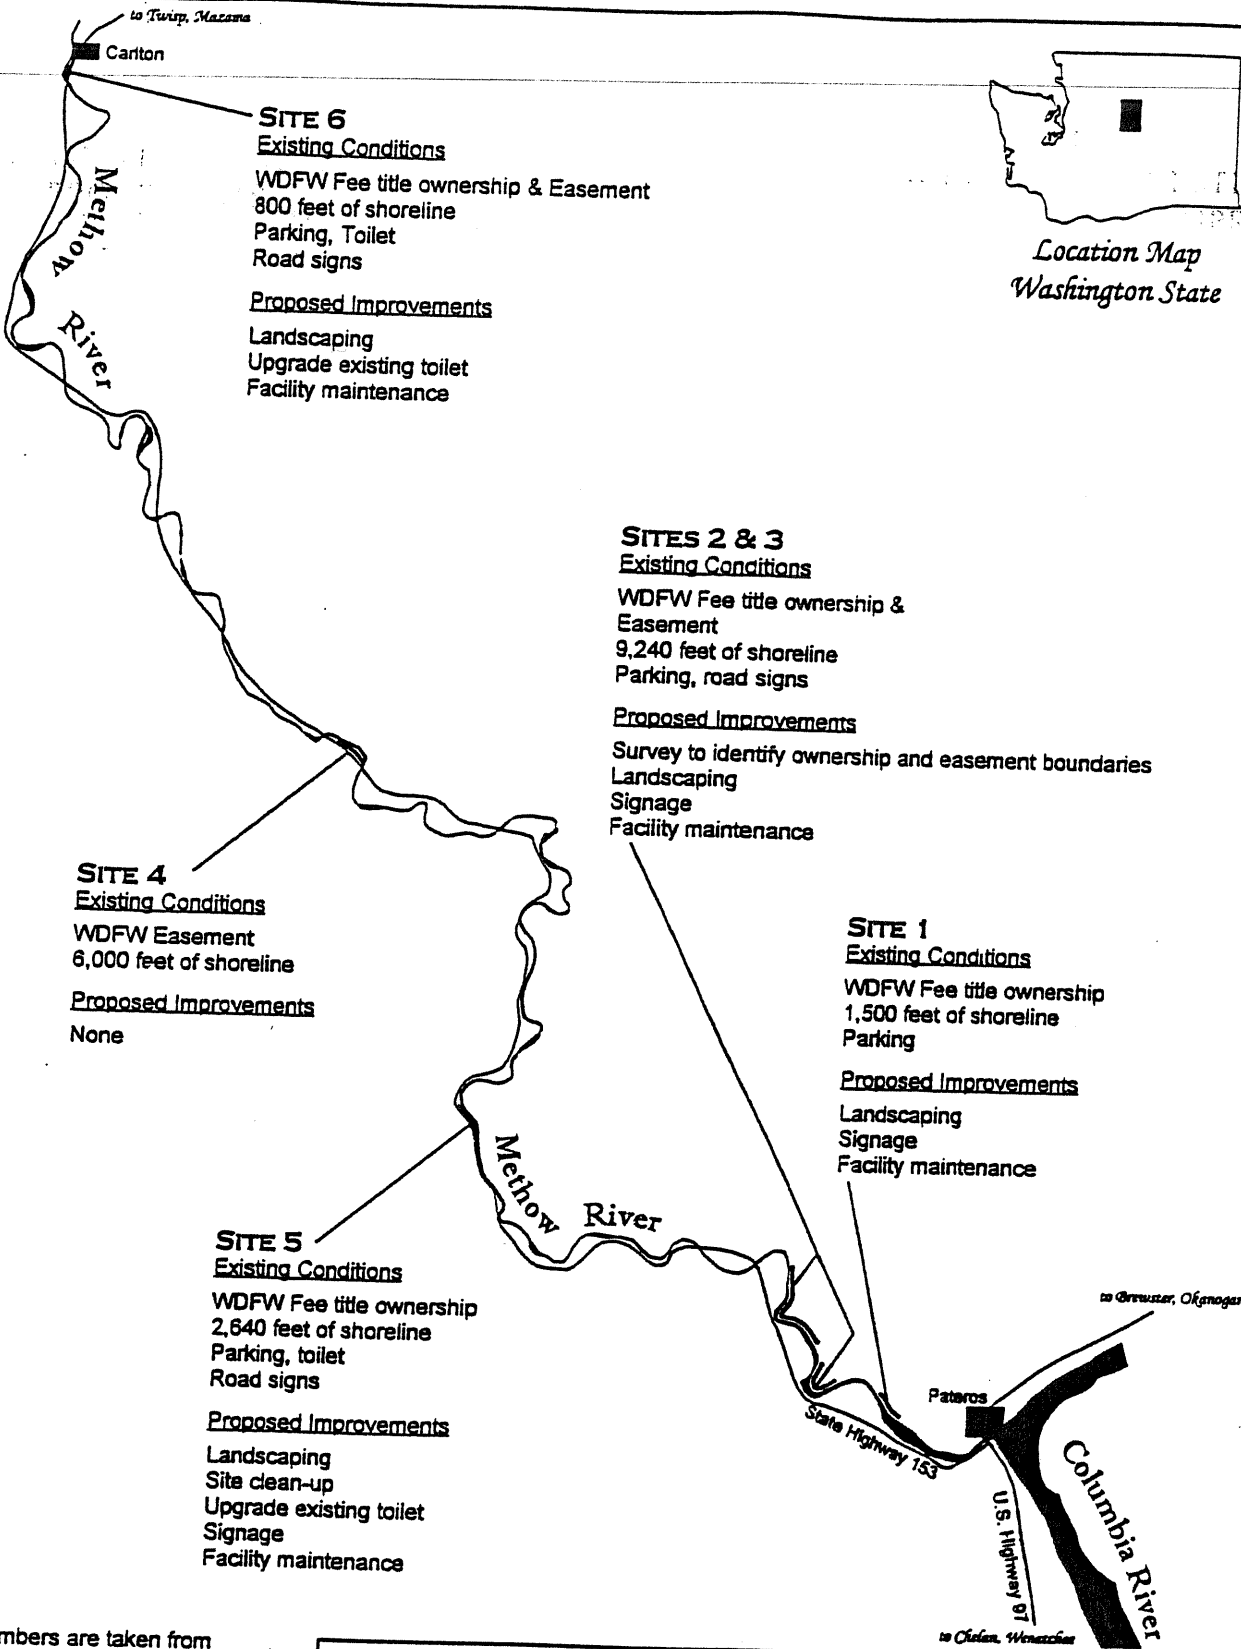 to Twisp, Mazama
Carlton
SITE 6
Existing Conditions
WDFW Fee title ownership & Easement
800 feet of shoreline
Parking, Toilet
Road signs
Proposed Improvements
Landscaping
Upgrade existing toilet
Facility maintenance
Location Map
Washington State
Methow
River
SITES 2 & 3
Existing Conditions
WDFW Fee title ownership &
Easement
9,240 feet of shoreline
Parking, road signs
Proposed Improvements
Survey to identify ownership and easement boundaries
Landscaping
Signage
Facility maintenance
SITE 4
Existing Conditions
WDFW Easement
6,000 feet of shoreline
Proposed Improvements
None
SITE 1
Existing Conditions
WDFW Fee title ownership
1,500 feet of shoreline
Parking
Proposed Improvements
Landscaping
Signage
Facility maintenance
Methow River
SITE 5
Existing Conditions
WDFW Fee title ownership
2,640 feet of shoreline
Parking, toilet
Road signs
Proposed Improvements
Landscaping
Site clean-up
Upgrade existing toilet
Signage
Facility maintenance
to Brewster, Okanogan
Pateros
State Highway 153
Columbia River
U.S. Highway 97
to Chelan, Wenatchee
mbers are taken from